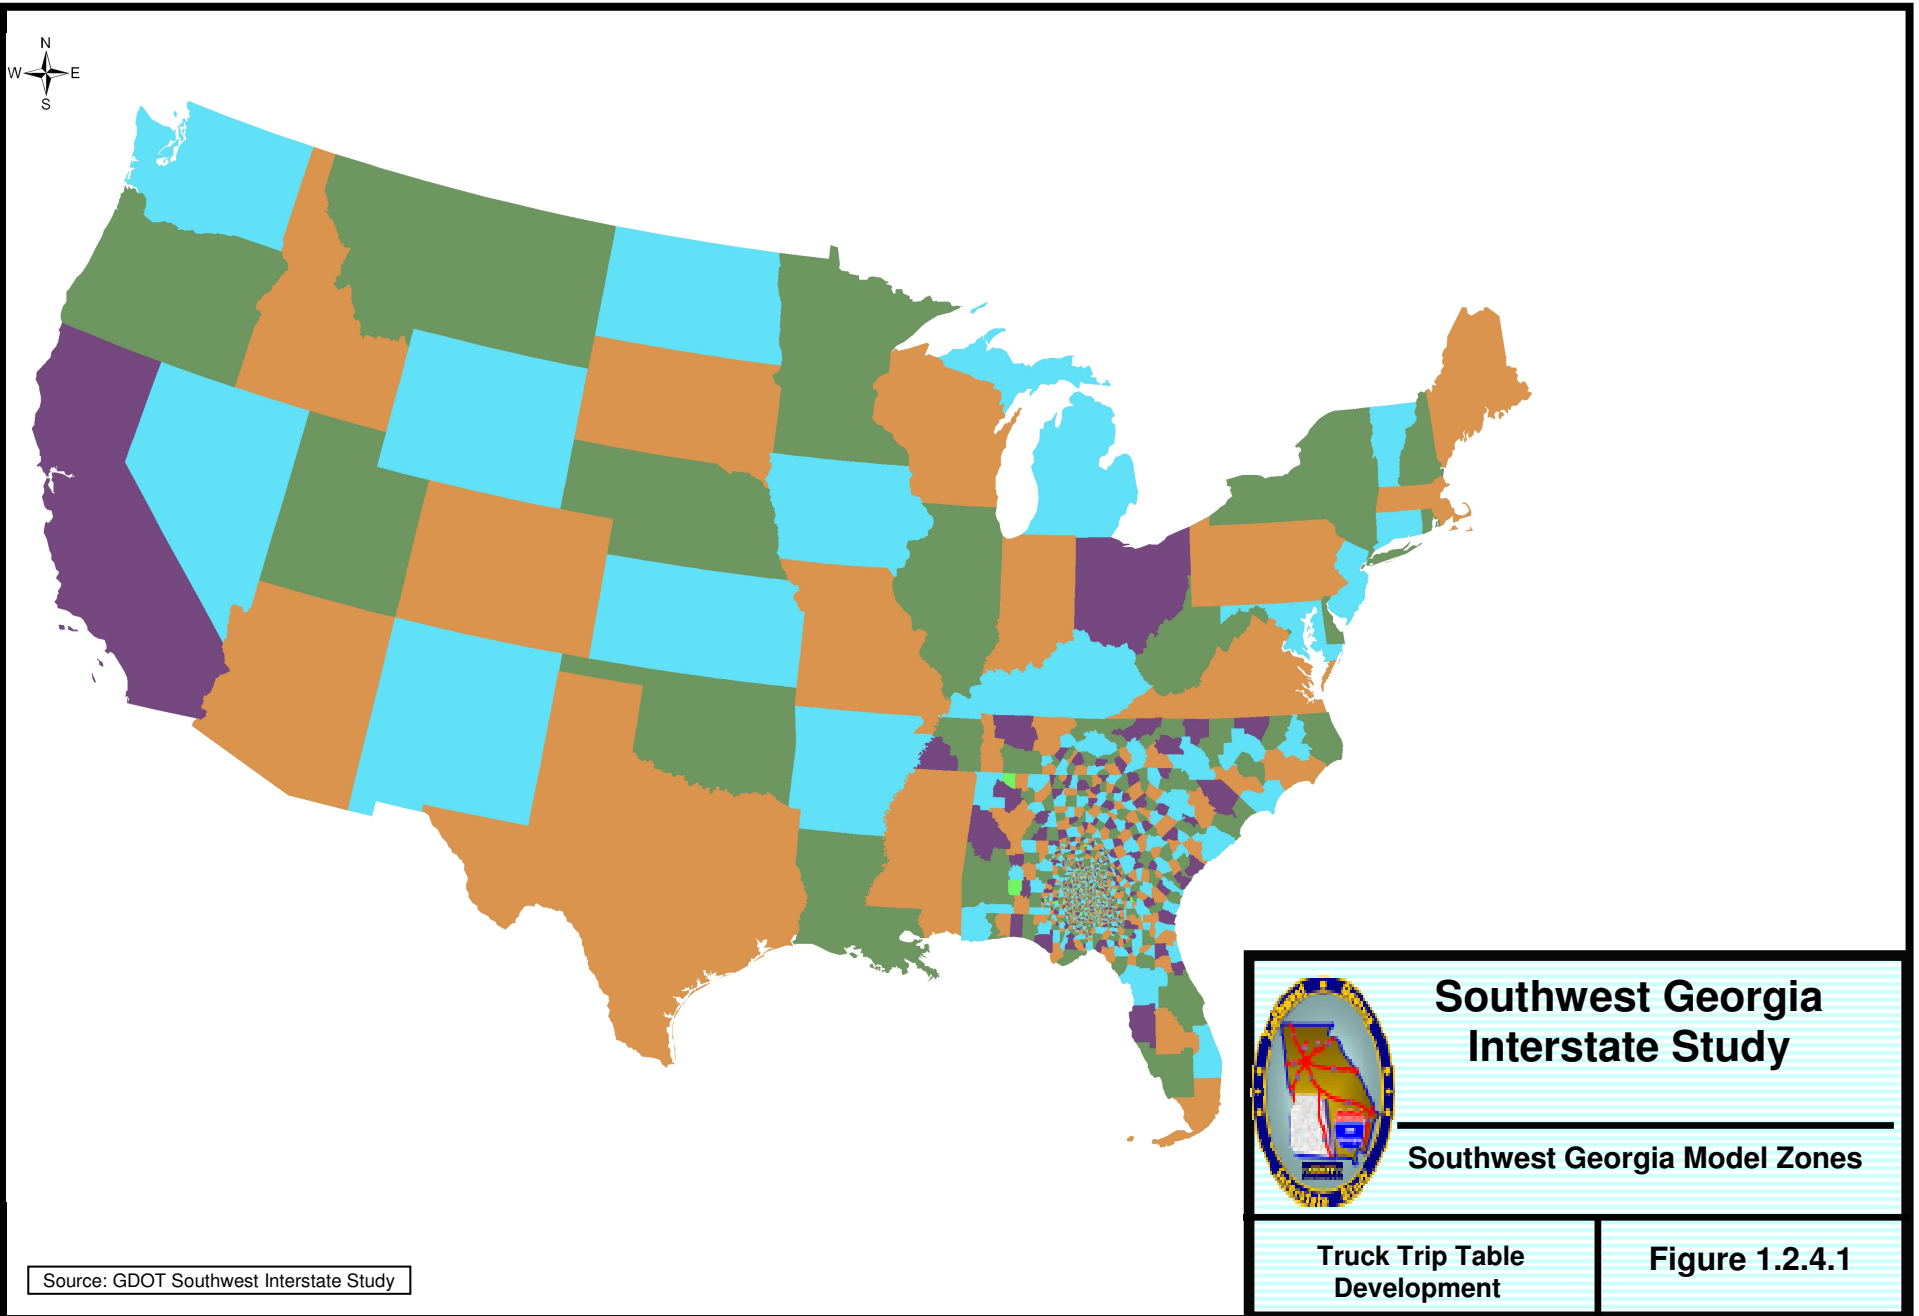 N
W E
S
Southwest Georgia
Interstate Study
Southwest Georgia Model Zones
Truck Trip Table
Development
Figure 1.2.4.1
Source: GDOT Southwest Interstate Study